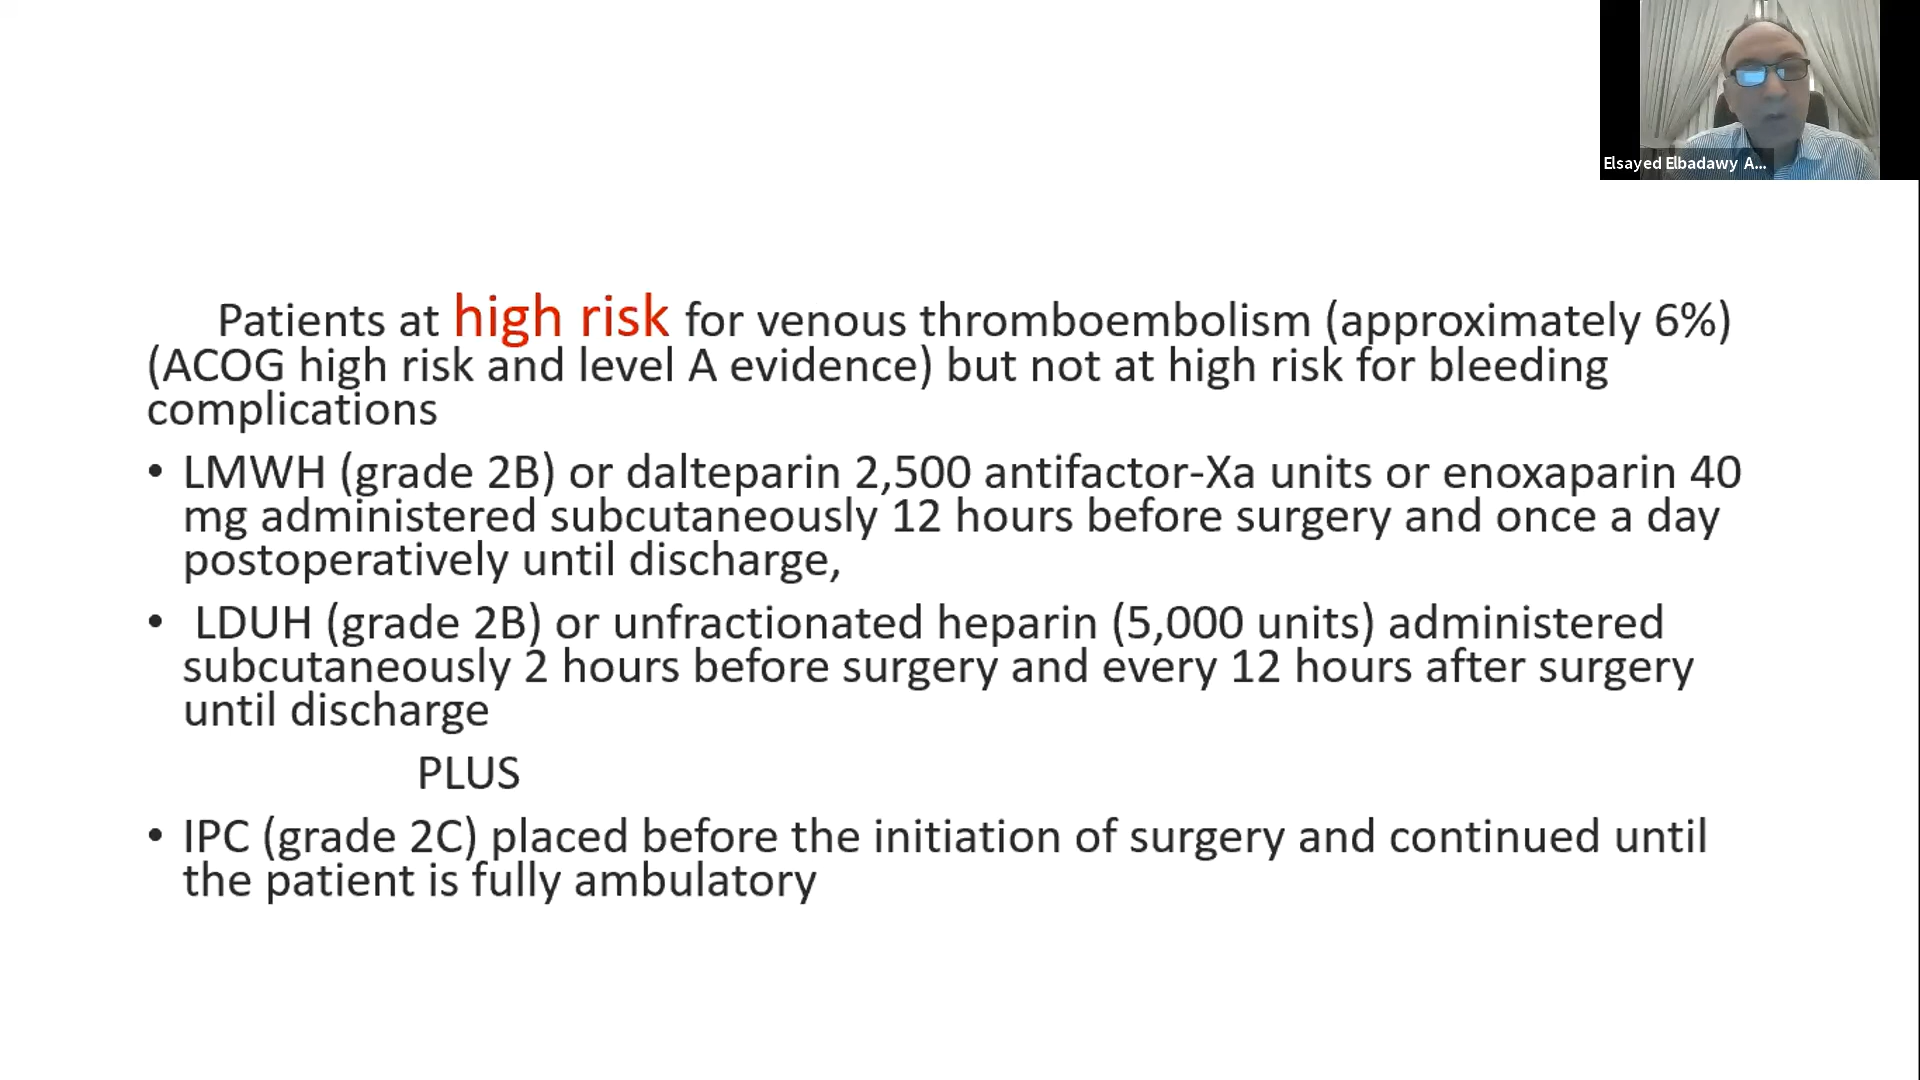 Elsayed Elbadawy A...
Patients at high risk for venous thromboembolism (approximately 6%)
(ACOG high risk and level A evidence) but not at high risk for bleeding
complications
• LMWH (grade 2B) or dalteparin 2,500 antifactor-Xa units or enoxaparin 40
mg administered subcutaneously 12 hours before surgery and once a day
postoperatively until discharge,
• LDUH (grade 2B) or unfractionated heparin (5,000 units) administered
subcutaneously 2 hours before surgery and every 12 hours after surgery
until discharge
PLUS
• IPC (grade 2C) placed before the initiation of surgery and continued until
the patient is fully ambulatory